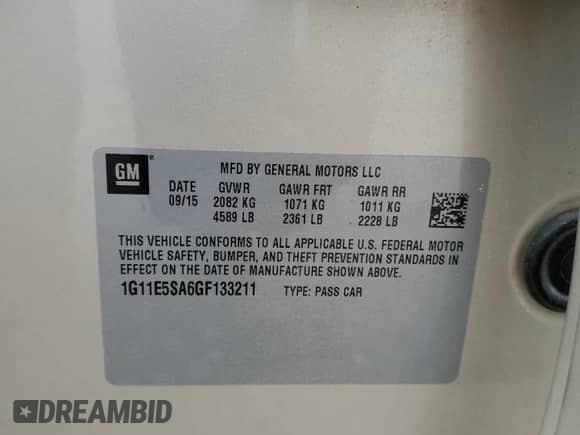 GM ® MFD BY GENERAL MOTORS LLC
DATE GVWR GAWR FRT GAWR RR
09/15 2082 KG 1071 KG 1011 KG
4589 LB 2361 LB 2228 LB
THIS VEHICLE CONFORMS TO ALL APPLICABLE U.S. FEDERAL MOTOR
VEHICLE SAFETY, BUMPER, AND THEFT PREVENTION STANDARDS IN
EFFECT ON THE DATE OF MANUFACTURE SHOWN ABOVE.
1G11E5SA6GF133211 TYPE: PASS CAR
DREAMBID